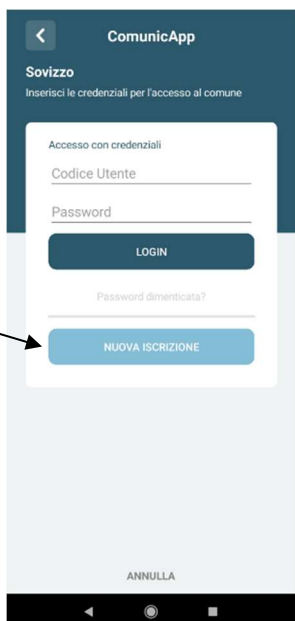 ComunicApp
Sovizzo
Inserisci le credenziali per l'accesso al comune
Accesso con credenziali
Codice Utente
Password
LOGIN
Password dimenticata?
NUOVA ISCRIZIONE
ANNULLA